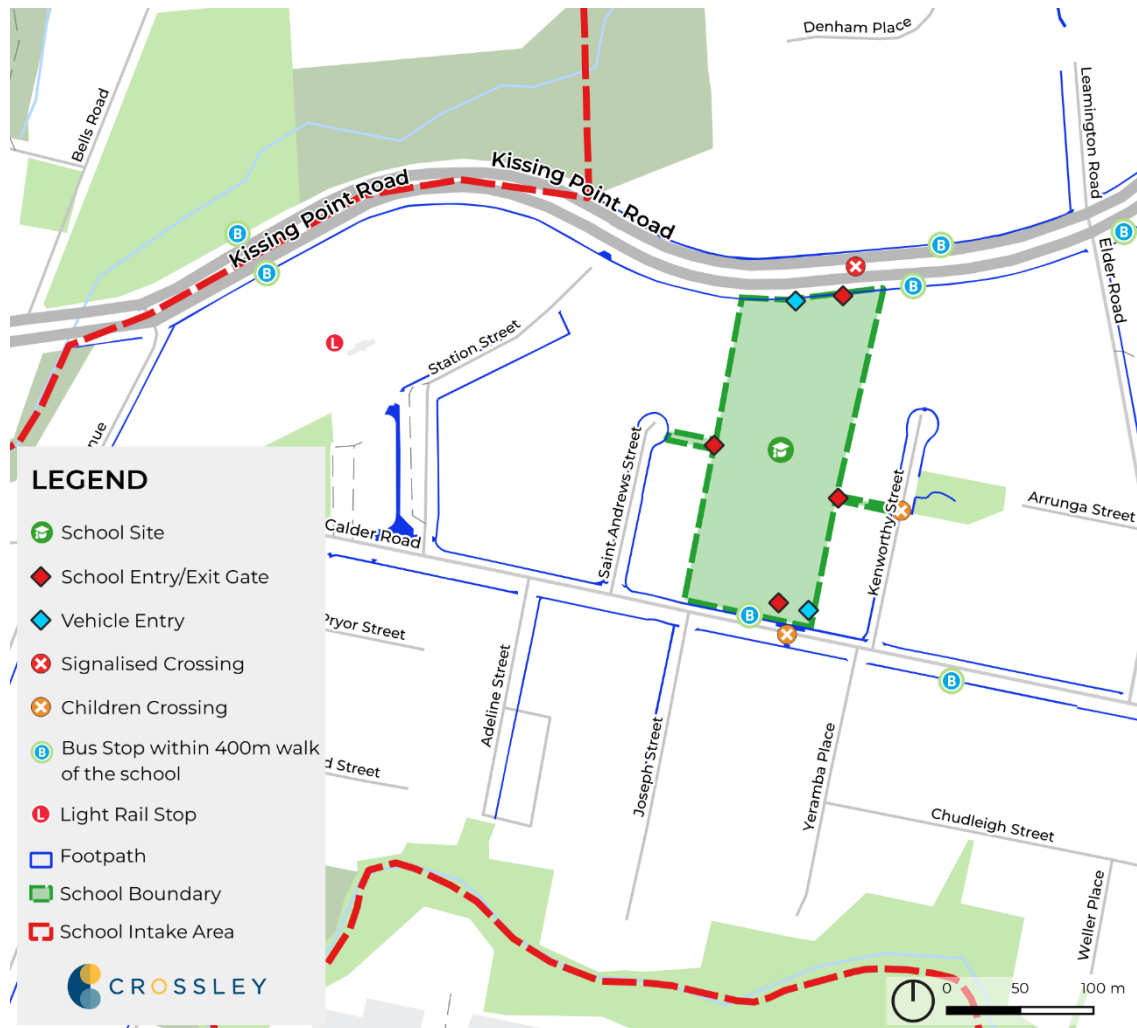 Denham Place
Leamington Road
Bells Road
Kissing Point Road
Kissing Point Road
B
B
B
B
B
Elder Road
L
Station Street
Saint Andrews Street
Kenworthy Street
Arrunga Street
Calder Road
B
B
Adeline Street
Joseph Street
Yeramba Place
Chudleigh Street
Weller Place
LEGEND
School Site
School Entry/Exit Gate
Vehicle Entry
Signalised Crossing
Children Crossing
B
Bus Stop within 400m walk
of the school
L
Light Rail Stop
Footpath
School Boundary
School Intake Area
CROSSLEY
0 50 100 m